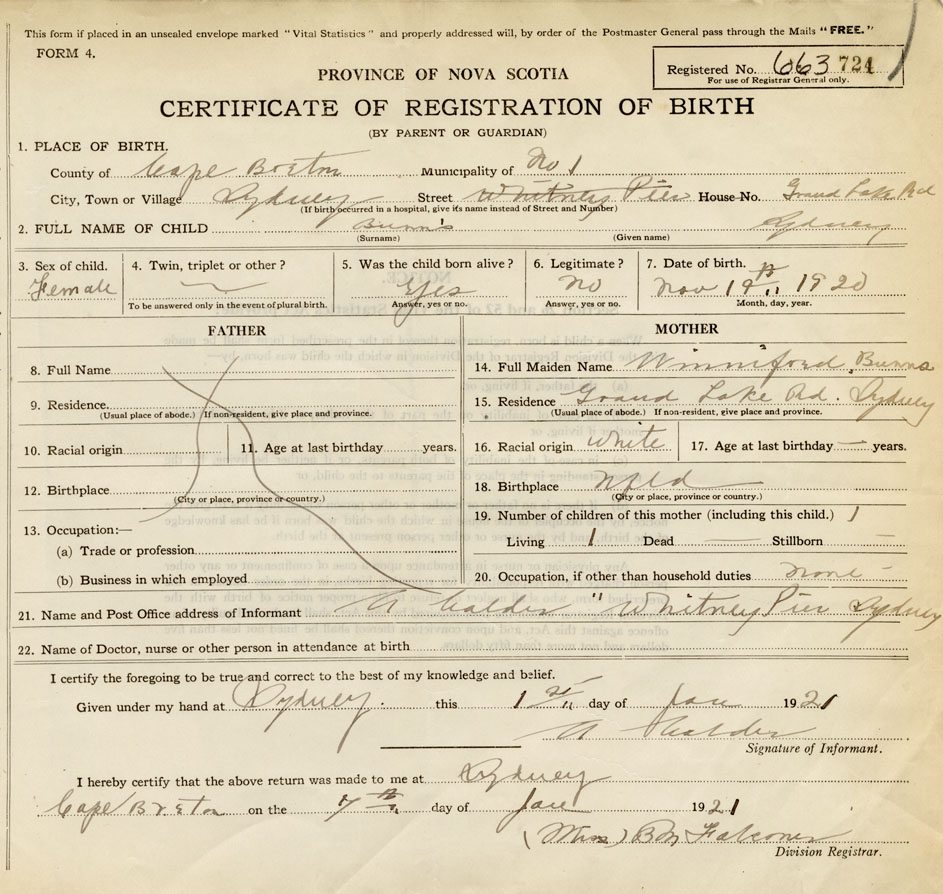 This form if placed in an unsealed envelope marked "Vital Statistics" and properly addressed will, by order of the Postmaster General pass through the Mails "FREE."
FORM 4.
Registered No. 663 724
For use of Registrar General only.
PROVINCE OF NOVA SCOTIA
CERTIFICATE OF REGISTRATION OF BIRTH
(BY PARENT OR GUARDIAN)
1. PLACE OF BIRTH.
County of Cape Breton Municipality of No 1
City, Town or Village Sydney Street Whitney Pier House No. Grand Lake Rd
(If birth occurred in a hospital, give its name instead of Street and Number)
2. FULL NAME OF CHILD Burns Sydney
(Surname) (Given name)
3. Sex of child. 4. Twin, triplet or other? 5. Was the child born alive? 6. Legitimate? 7. Date of birth.
Female Yes No Nov 19th 1920
To be answered only in the event of plural birth. Answer, yes or no. Answer, yes or no. Month, day, year.
FATHER
8. Full Name
9. Residence.
(Usual place of abode.) If non-resident, give place and province.
10. Racial origin 11. Age at last birthday years.
12. Birthplace
(City or place, province or country.)
13. Occupation:—
(a) Trade or profession
(b) Business in which employed
MOTHER
14. Full Maiden Name Winniford Burns
15. Residence Grand Lake Rd. Sydney
(Usual place of abode.) If non-resident, give place and province.
16. Racial origin White 17. Age at last birthday — years.
18. Birthplace Nfld
(City or place, province or country.)
19. Number of children of this mother (including this child.) 1
Living 1 Dead — Stillborn —
20. Occupation, if other than household duties none
21. Name and Post Office address of Informant A Calder " Whitney Pier Sydney
22. Name of Doctor, nurse or other person in attendance at birth
I certify the foregoing to be true and correct to the best of my knowledge and belief.
Given under my hand at Sydney. this 1st day of Jan 1921
A Calder
Signature of Informant.
I hereby certify that the above return was made to me at Sydney
Cape Breton on the 7th day of Jan 1921
(Miss) B M Falconer
Division Registrar.